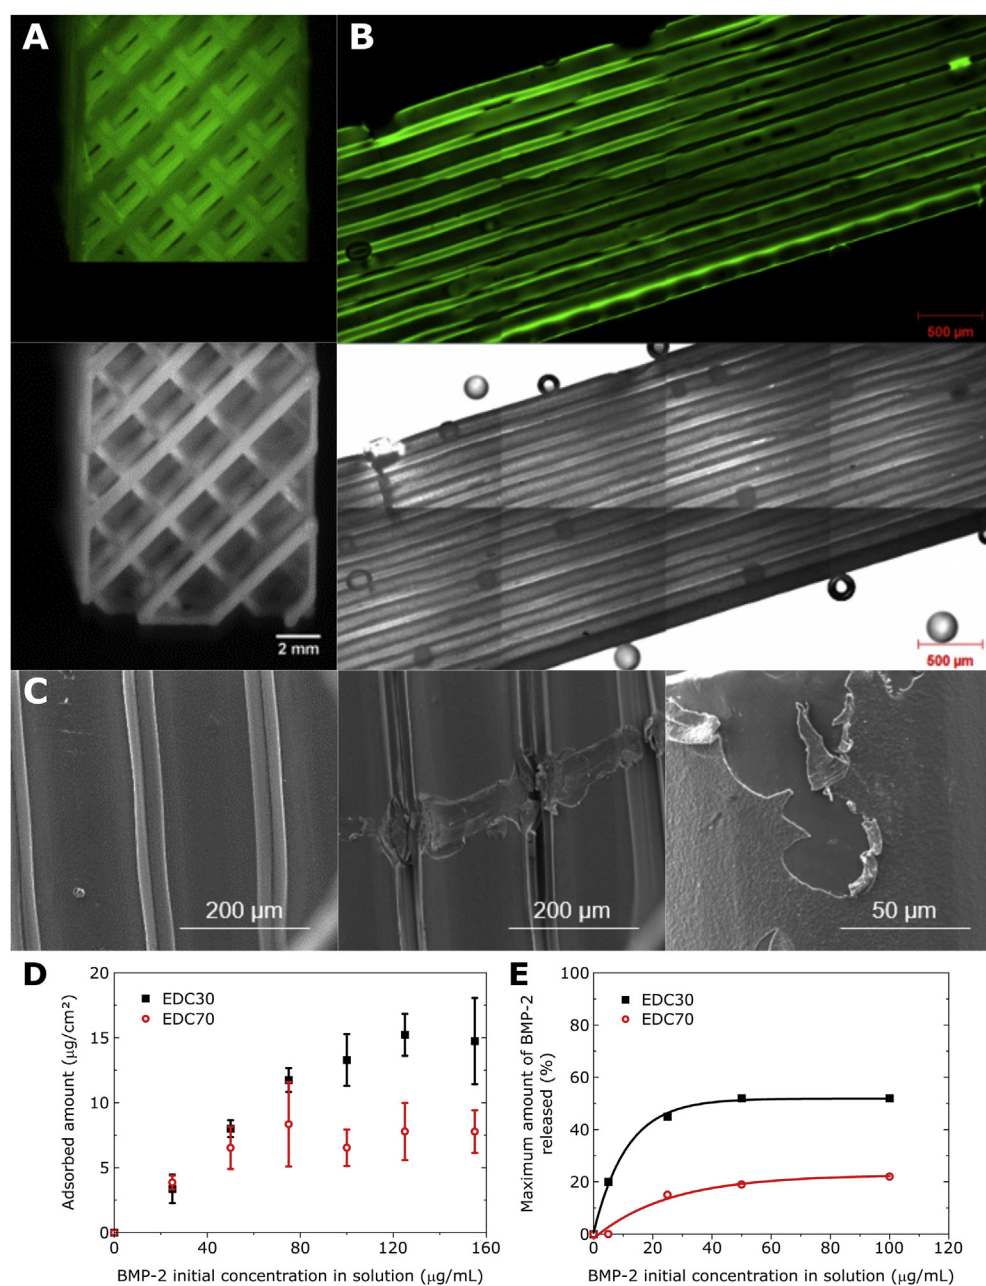 A
B
500 µm
2 mm
500 µm
C
200 µm
200 µm
50 µm
D
20
15
10
5
0
Adsorbed amount (µg/cm²)
EDC30
EDC70
0
40
80
120
160
BMP-2 initial concentration in solution (µg/mL)
E
100
80
60
40
20
0
Maximum amount of BMP-2
released (%)
EDC30
EDC70
0
20
40
60
80
100
120
BMP-2 initial concentration in solution (µg/mL)